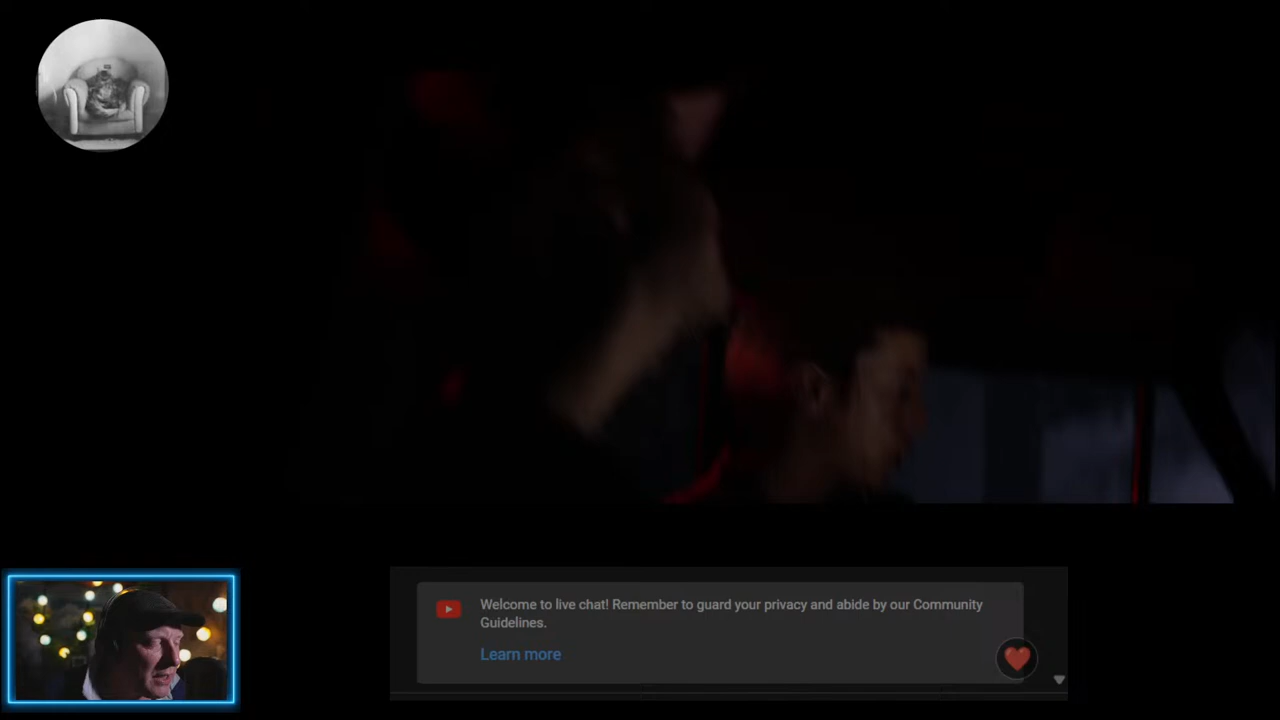 Welcome to live chat! Remember to guard your privacy and abide by our Community
Guidelines.
Learn more